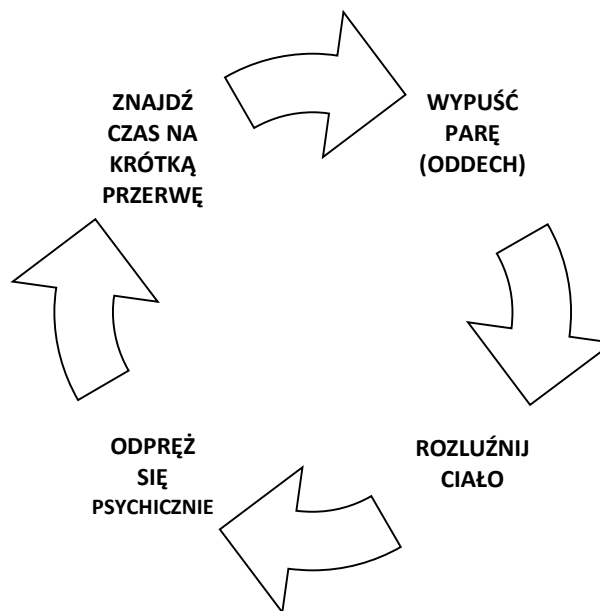 ZNAJDŹ
CZAS NA
KRÓTKĄ
PRZERWĘ
WYPUŚĆ
PARĘ
(ODDECH)
ROZLUŹNIJ
CIAŁO
ODPRĘŻ
SIĘ
PSYCHICZNIE